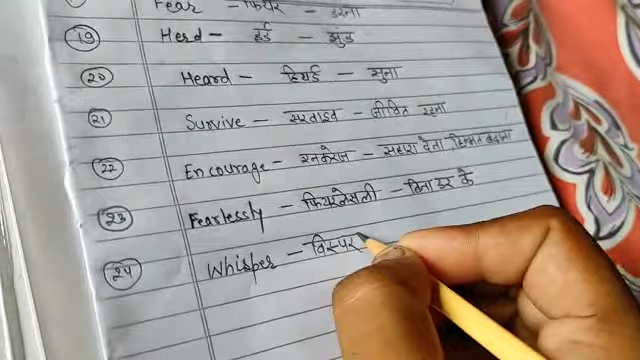 Fear - फियर - डरना
19 Herd - हर्ड - झुंड
20 Heard - हियर्ड - सुना
21 Survive - सरवाइव - जीवित रहना
22 Encourage - इनकरेज - सहारा देना हिम्मत बढ़ाना
23 Fearlessly - फियरलेसली - बिना डर के
24 Whisper - विस्पर